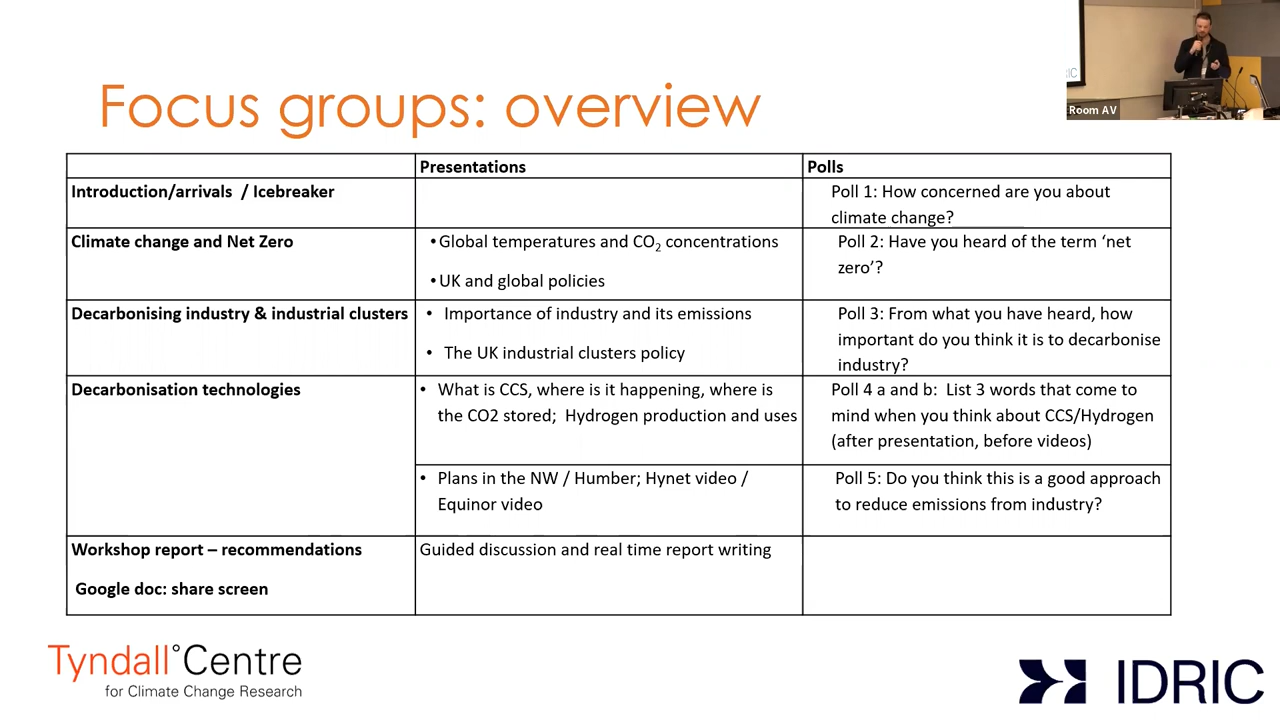 Focus groups: overview
Room AV
Presentations
Polls
Introduction/arrivals / Icebreaker
Poll 1: How concerned are you about
climate change?
Climate change and Net Zero
•Global temperatures and CO₂ concentrations
•UK and global policies
Poll 2: Have you heard of the term ‘net
zero’?
Decarbonising industry & industrial clusters
• Importance of industry and its emissions
• The UK industrial clusters policy
Poll 3: From what you have heard, how
important do you think it is to decarbonise
industry?
Decarbonisation technologies
• What is CCS, where is it happening, where is
the CO2 stored; Hydrogen production and uses
Poll 4 a and b: List 3 words that come to
mind when you think about CCS/Hydrogen
(after presentation, before videos)
• Plans in the NW / Humber; Hynet video /
Equinor video
Poll 5: Do you think this is a good approach
to reduce emissions from industry?
Workshop report – recommendations
Google doc: share screen
Guided discussion and real time report writing
Tyndall°Centre
for Climate Change Research
IDRIC